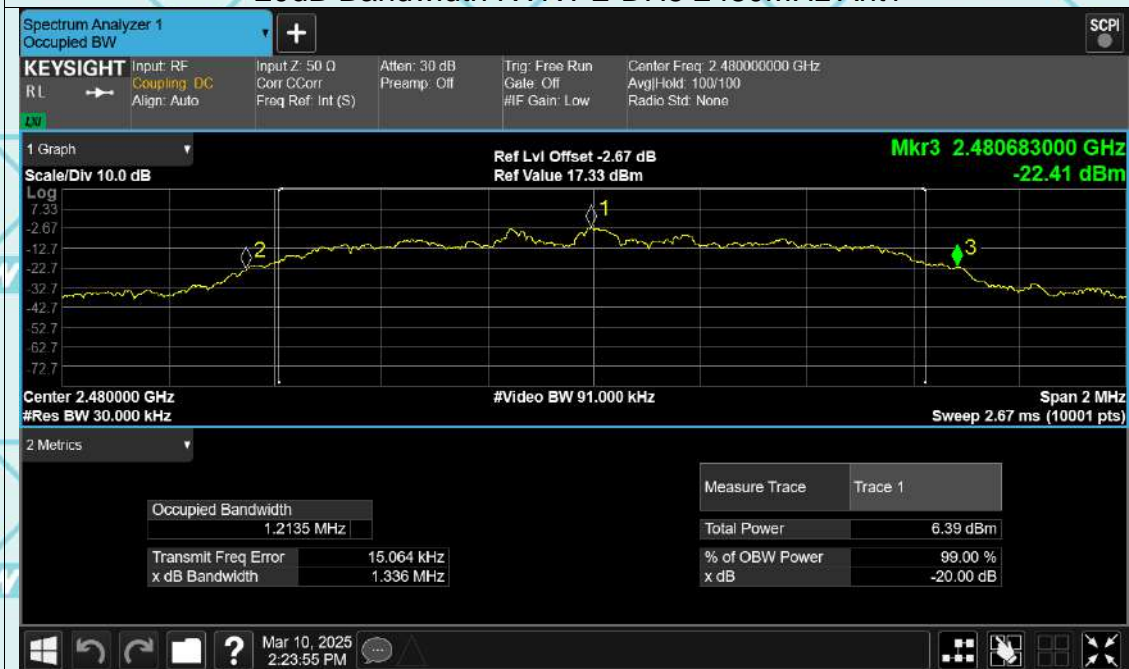 Spectrum Analyzer 1
Occupied BW
+
SCPI
KEYSIGHT
RL
LXI
Input: RF
Coupling: DC
Align: Auto
Input Z: 50 Ω
Corr CCorr
Freq Ref: Int (S)
Atten: 30 dB
Preamp: Off
Trig: Free Run
Gate: Off
#IF Gain: Low
Center Freq: 2.480000000 GHz
Avg|Hold: 100/100
Radio Std: None
1 Graph
Scale/Div 10.0 dB
Ref Lvl Offset -2.67 dB
Ref Value 17.33 dBm
Mkr3 2.480683000 GHz
-22.41 dBm
Log
7.33
-2.67
-12.7
-22.7
-32.7
-42.7
-52.7
-62.7
-72.7
1
2
3
Center 2.480000 GHz
#Res BW 30.000 kHz
#Video BW 91.000 kHz
Span 2 MHz
Sweep 2.67 ms (10001 pts)
2 Metrics
Occupied Bandwidth
1.2135 MHz
Transmit Freq Error 15.064 kHz
x dB Bandwidth 1.336 MHz
Measure Trace Trace 1
Total Power 6.39 dBm
% of OBW Power 99.00 %
x dB -20.00 dB
?
Mar 10, 2025
2:23:55 PM